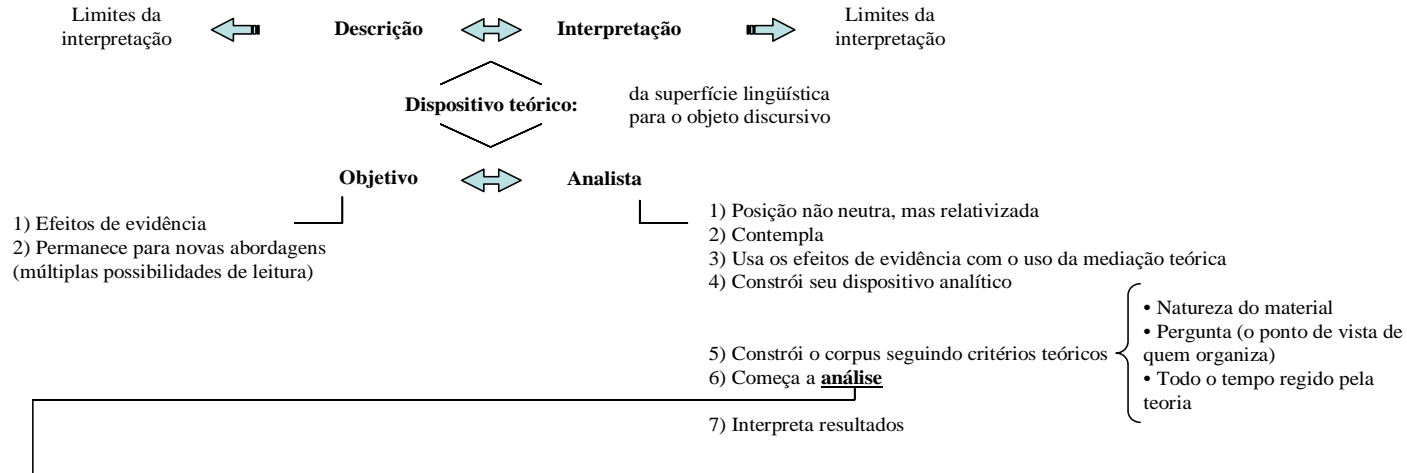 Limites da
interpretação
Descrição
Interpretação
Limites da
interpretação
Dispositivo teórico:
da superfície lingüística
para o objeto discursivo
Objetivo
Analista
1) Efeitos de evidência
2) Permanece para novas abordagens
(múltiplas possibilidades de leitura)
1) Posição não neutra, mas relativizada
2) Contempla
3) Usa os efeitos de evidência com o uso da mediação teórica
4) Constrói seu dispositivo analítico
5) Constrói o corpus seguindo critérios teóricos
• Natureza do material
• Pergunta (o ponto de vista de
quem organiza)
• Todo o tempo regido pela
teoria
6) Começa a análise
7) Interpreta resultados